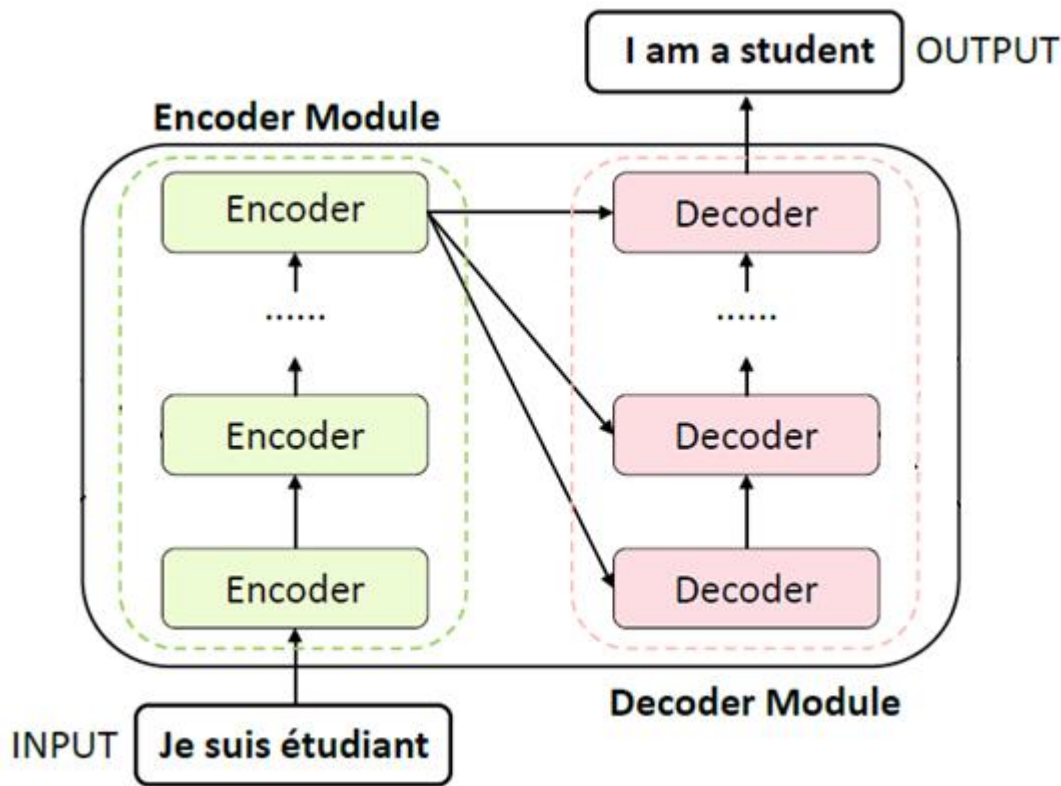 I am a student OUTPUT
Encoder Module
Encoder Decoder
...... ......
Encoder Decoder
Encoder Decoder
Decoder Module
INPUT Je suis étudiant